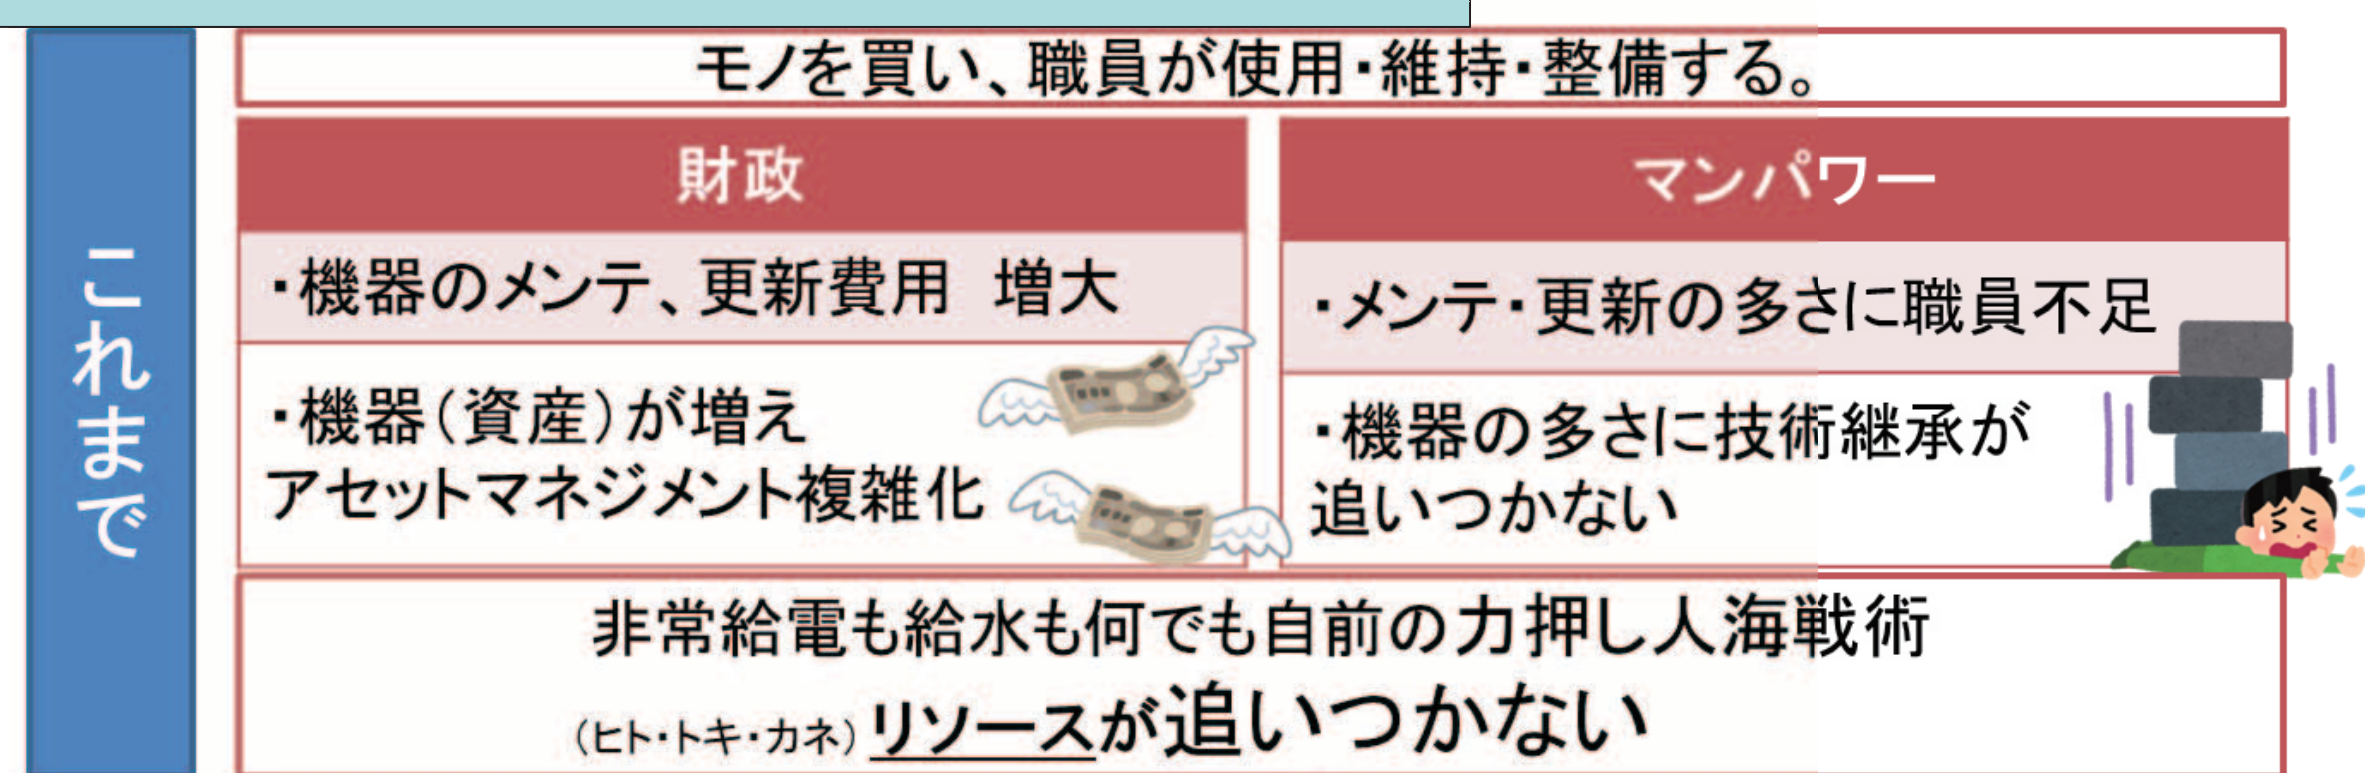 これまで
モノを買い、職員が使用・維持・整備する。
財政
・機器のメンテ、更新費用　増大
・機器(資産)が増え
アセットマネジメント複雑化
マンパワー
・メンテ・更新の多さに職員不足
・機器の多さに技術継承が
追いつかない
非常給電も給水も何でも自前の力押し人海戦術
(ヒト・トキ・カネ)リソースが追いつかない